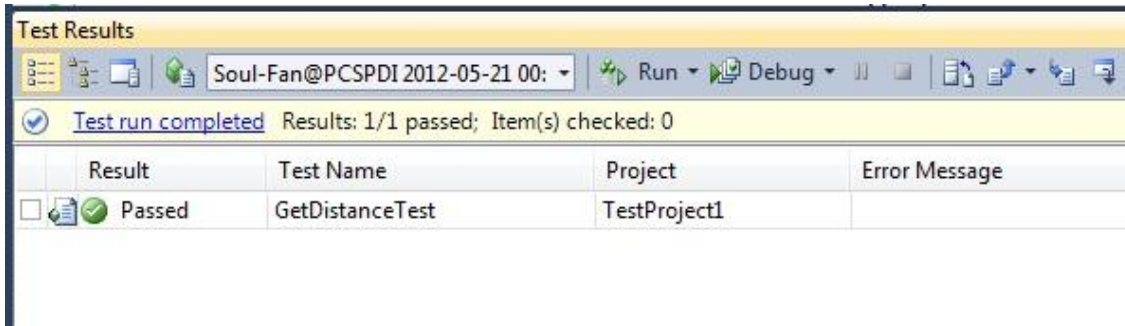 Test Results
Soul-Fan@PCSPDI 2012-05-21 00: Run Debug
Test run completed Results: 1/1 passed; Item(s) checked: 0
Result Test Name Project Error Message
Passed GetDistanceTest TestProject1